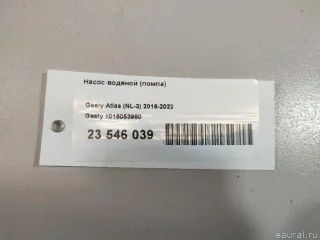 Насос водяной (помпа)
Geely Atlas (NL-3) 2016-2022
Geely 1016053860
23 546 039
eaural.ru